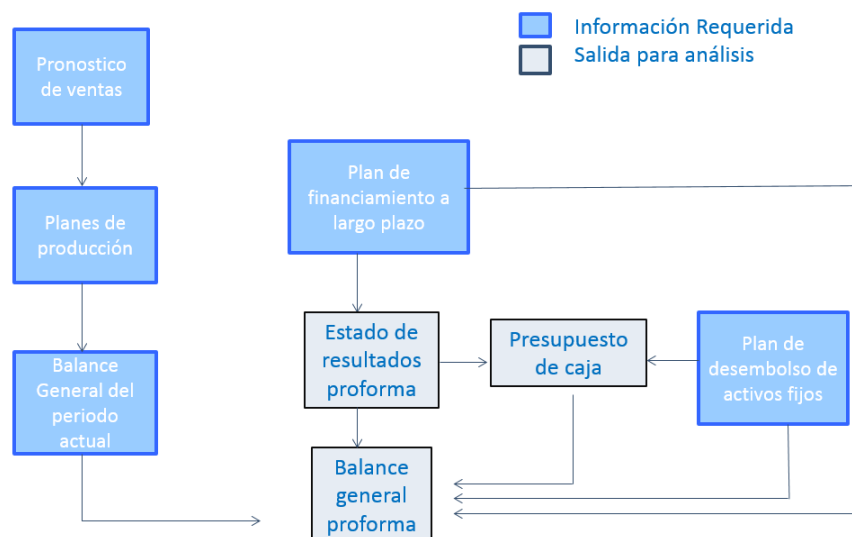 Información Requerida
Salida para análisis
Pronostico
de ventas
Plan de
financiamiento a
largo plazo
Planes de
producción
Estado de
resultados
proforma
Presupuesto
de caja
Plan de
desembolso de
activos fijos
Balance
General del
periodo
actual
Balance
general
proforma